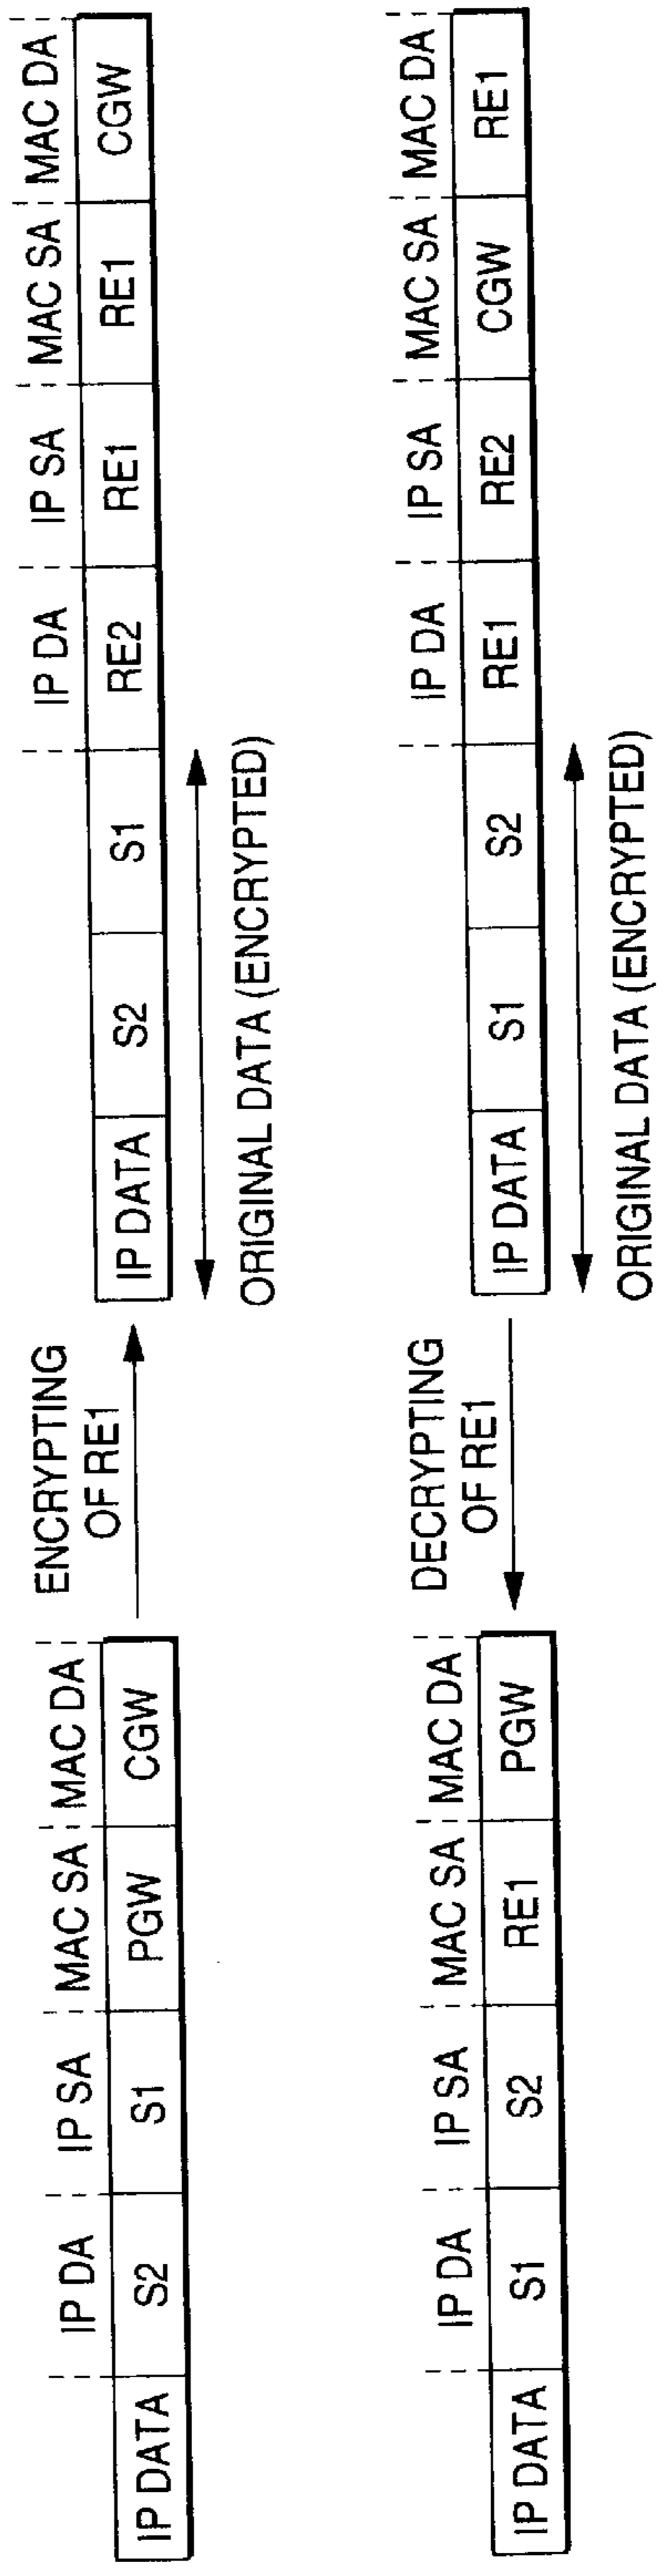 IP DA IP SA MAC SA MAC DA
IP DATA S2 S1 PGW CGW
ENCRYPTING
OF RE1
IP DA IP SA MAC SA MAC DA
IP DATA S2 S1 RE2 RE1 RE1 CGW
ORIGINAL DATA (ENCRYPTED)
IP DA IP SA MAC SA MAC DA
IP DATA S1 S2 RE1 PGW
DECRYPTING
OF RE1
IP DA IP SA MAC SA MAC DA
IP DATA S1 S2 RE1 RE2 CGW RE1
ORIGINAL DATA (ENCRYPTED)